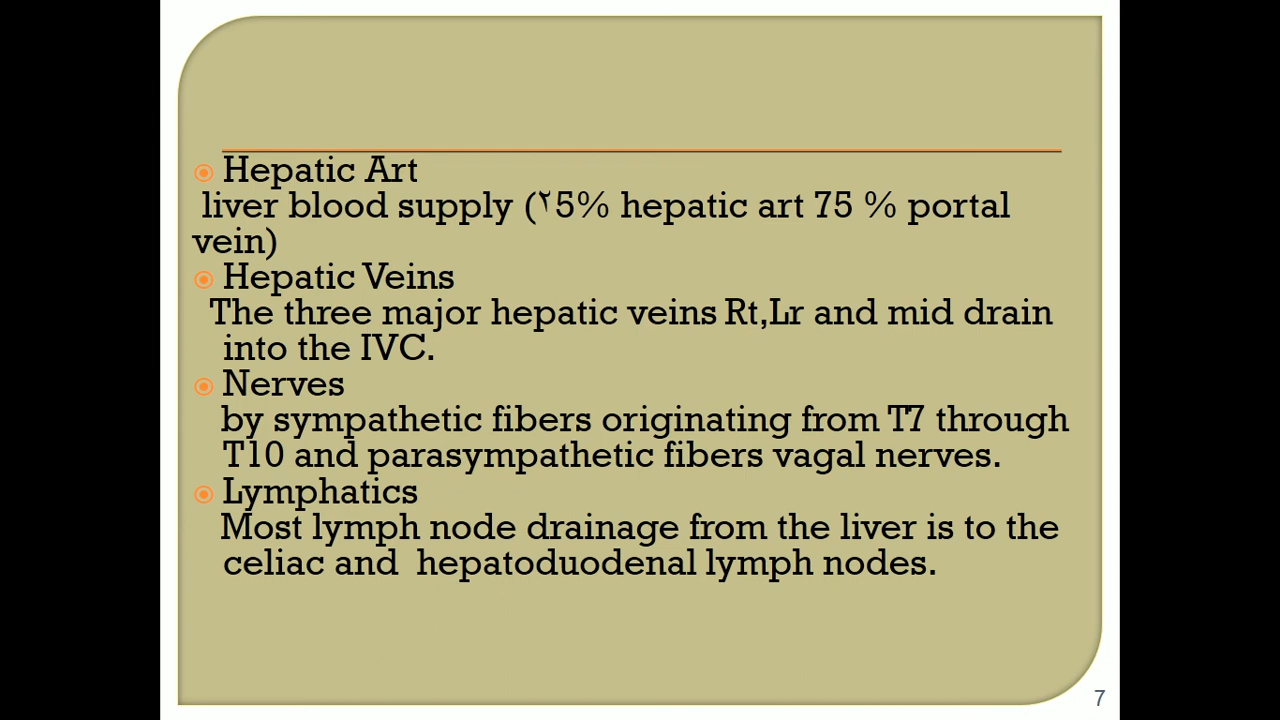 Hepatic Art
liver blood supply (٢5% hepatic art 75 % portal
vein)
Hepatic Veins
The three major hepatic veins Rt,Lr and mid drain
into the IVC.
Nerves
by sympathetic fibers originating from T7 through
T10 and parasympathetic fibers vagal nerves.
Lymphatics
Most lymph node drainage from the liver is to the
celiac and hepatoduodenal lymph nodes.
7